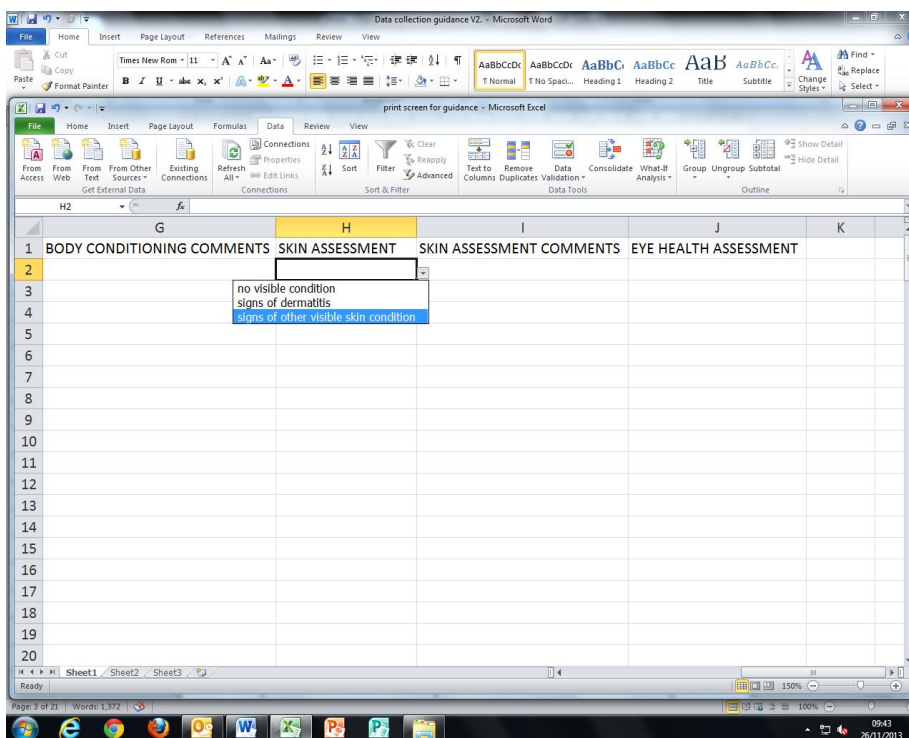 Data collection guidance V2. - Microsoft Word
File Home Insert Page Layout References Mailings Review View
Cut
Copy
Format Painter
Paste
Times New Rom 11
AaBbCcDc AaBbCcDc AaBbC AaBbCc AaB AaBbCc.
¶ Normal ¶ No Spaci... Heading 1 Heading 2 Title Subtitle
Change Styles
Find
Replace
Select
print screen for guidance - Microsoft Excel
File Home Insert Page Layout Formulas Data Review View
From Access From Web From Text From Other Sources Existing Connections
Get External Data
Refresh All
Connections
Properties
Edit Links
Connections
Sort Filter
Clear
Reapply
Advanced
Sort & Filter
Text to Columns Remove Duplicates Data Validation Consolidate What-If Analysis
Data Tools
Group Ungroup Subtotal
Show Detail
Hide Detail
Outline
H2 fx
G H I J K
1 BODY CONDITIONING COMMENTS SKIN ASSESSMENT SKIN ASSESSMENT COMMENTS EYE HEALTH ASSESSMENT
2
no visible condition
3
signs of dermatitis
4
signs of other visible skin condition
5
6
7
8
9
10
11
12
13
14
15
16
17
18
19
20
Sheet1 Sheet2 Sheet3
Ready 150%
Page: 3 of 21 Words: 1,372 100%
09:43
26/11/2013